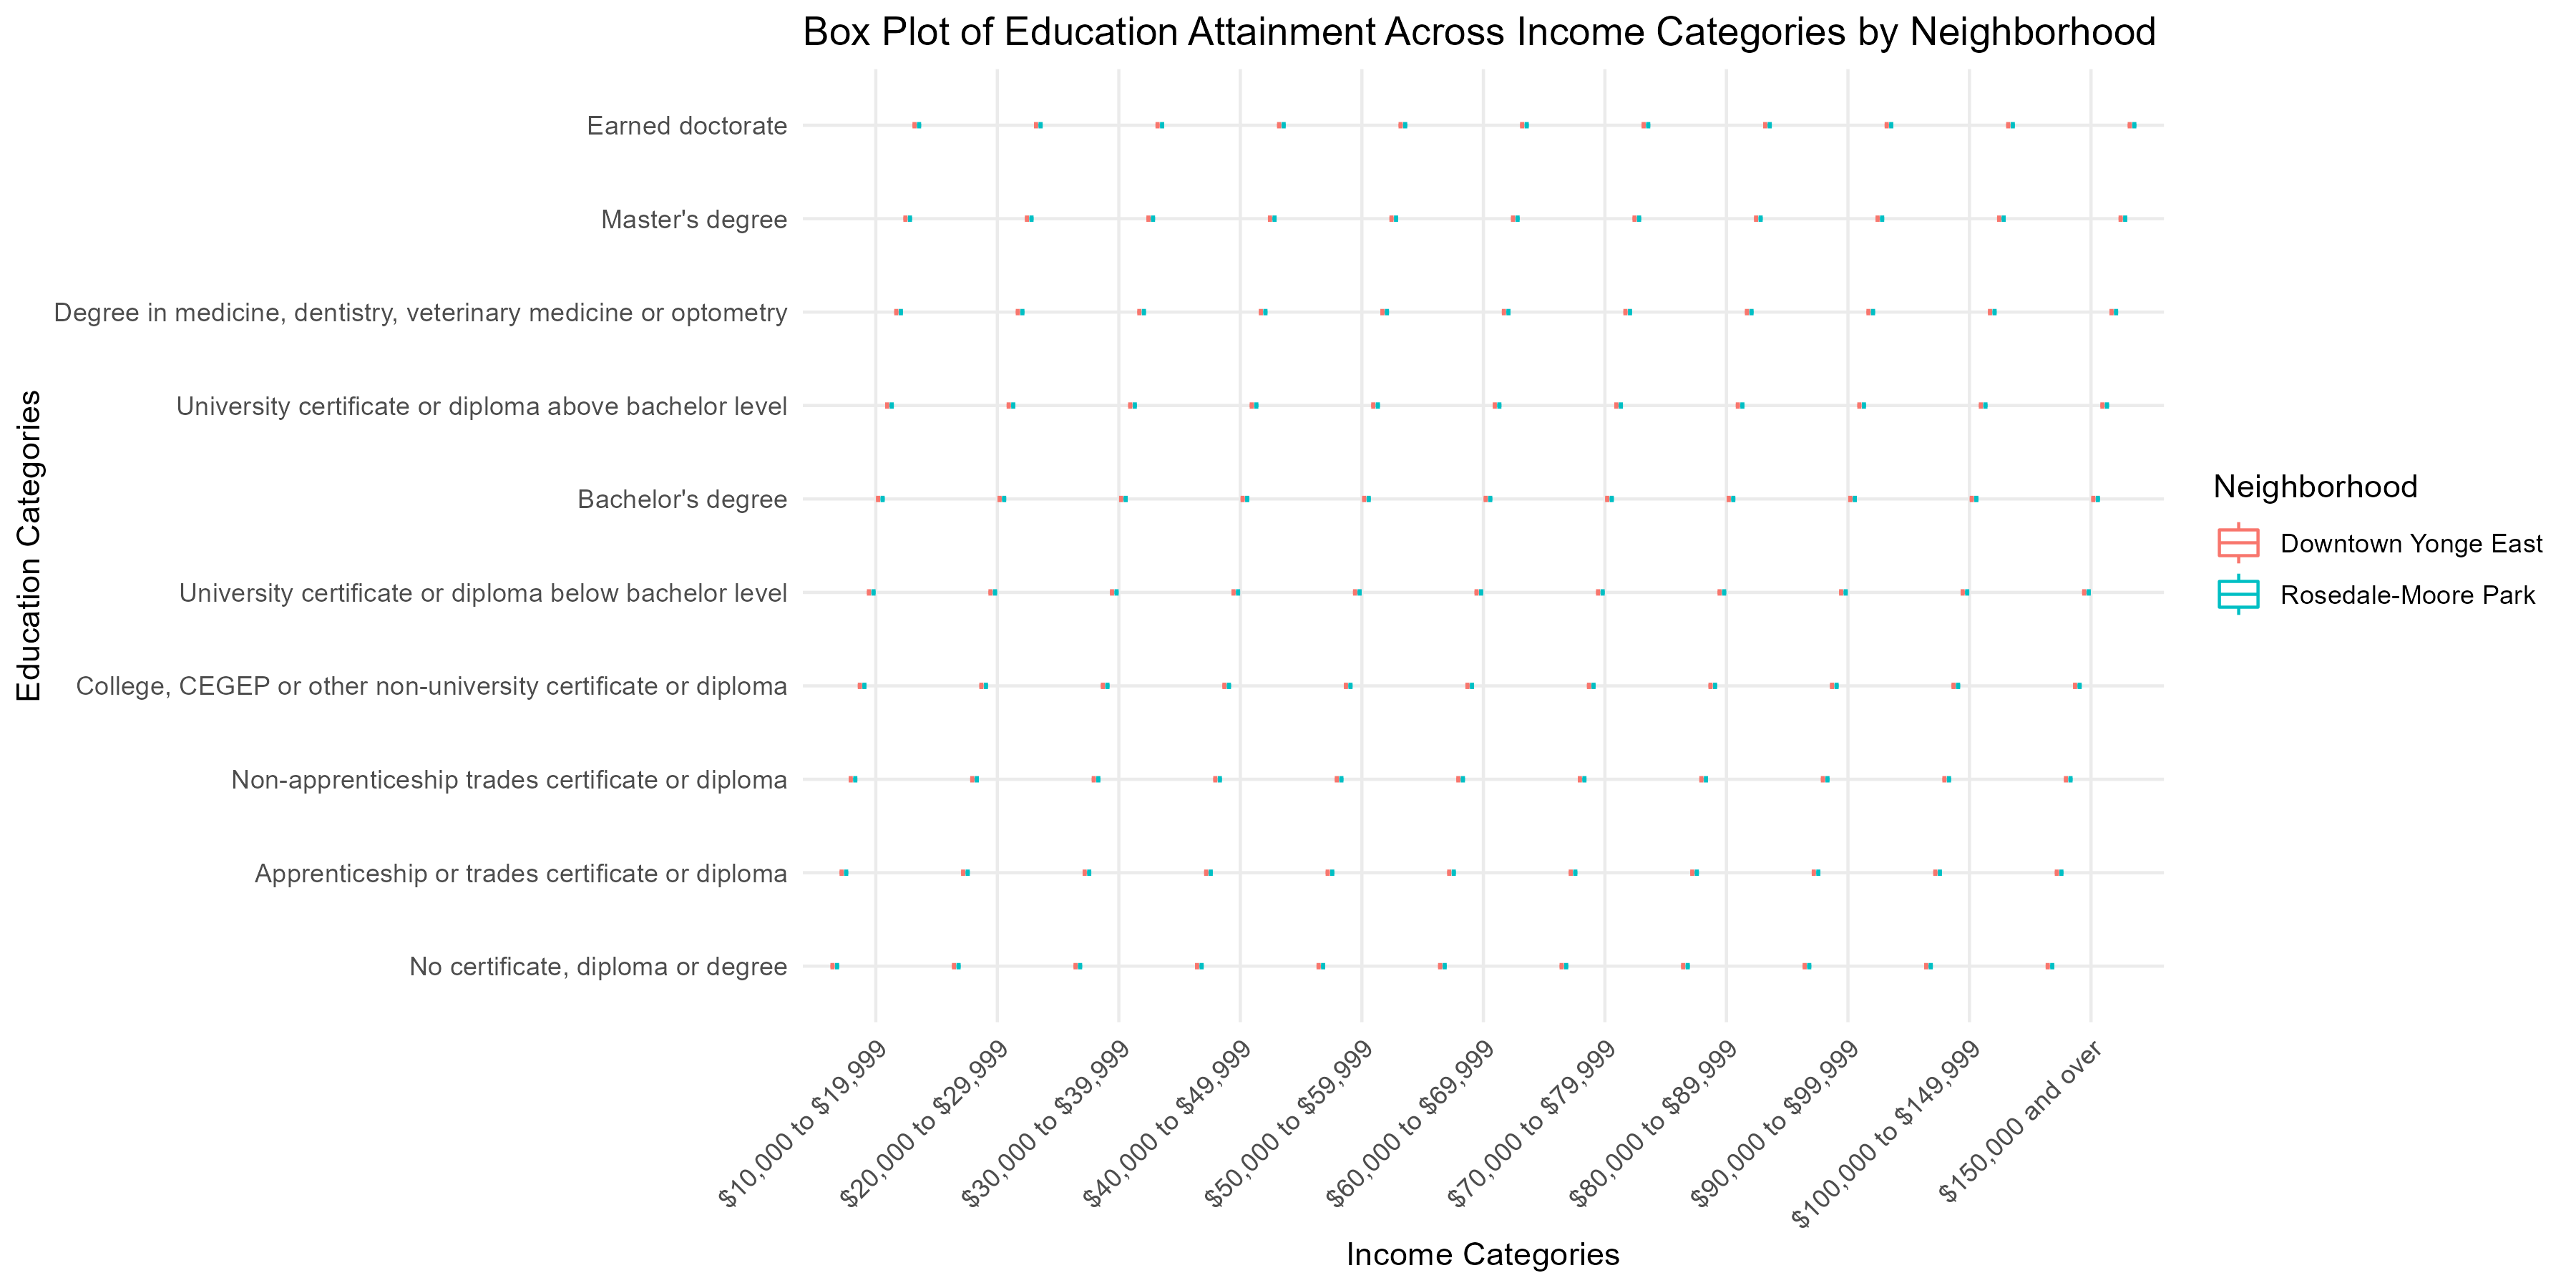 Box Plot of Education Attainment Across Income Categories by Neighborhood
Education Categories
Earned doctorate
Master's degree
Degree in medicine, dentistry, veterinary medicine or optometry
University certificate or diploma above bachelor level
Bachelor's degree
University certificate or diploma below bachelor level
College, CEGEP or other non-university certificate or diploma
Non-apprenticeship trades certificate or diploma
Apprenticeship or trades certificate or diploma
No certificate, diploma or degree
$10,000 to $19,999
$20,000 to $29,999
$30,000 to $39,999
$40,000 to $49,999
$50,000 to $59,999
$60,000 to $69,999
$70,000 to $79,999
$80,000 to $89,999
$90,000 to $99,999
$100,000 to $149,999
$150,000 and over
Income Categories
Neighborhood
Downtown Yonge East
Rosedale-Moore Park